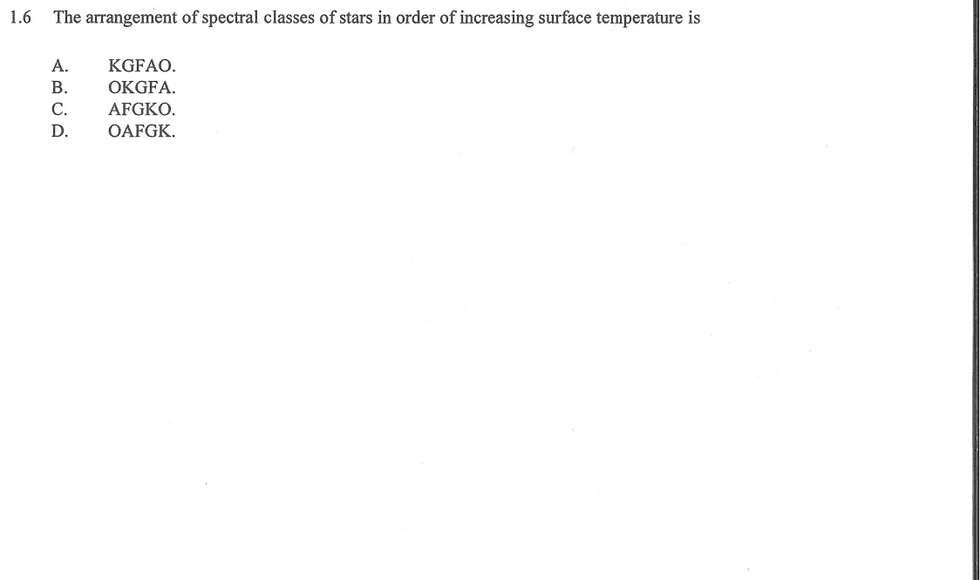 1.6 The arrangement of spectral classes of stars in order of increasing surface temperature is
A. KGFAO.
B. OKGFA.
C. AFGKO.
D. OAFGK.